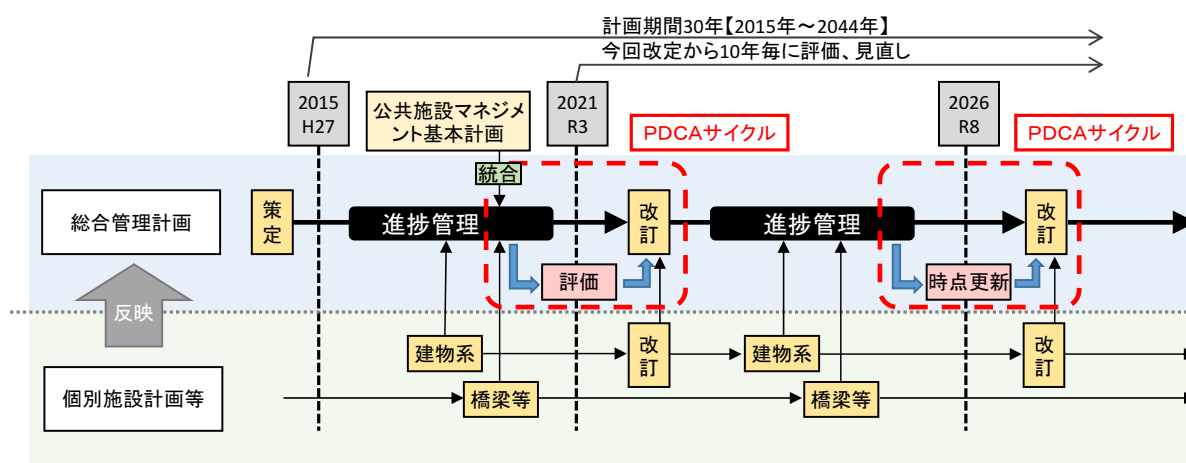 計画期間30年【2015年～2044年】
今回改定から10年毎に評価、見直し
2015
H27
公共施設マネジメ
ント基本計画
2021
R3
PDCAサイクル
2026
R8
PDCAサイクル
統合
総合管理計画
策定
進捗管理
改訂
進捗管理
改訂
評価
時点更新
反映
建物系
改訂
建物系
改訂
個別施設計画等
橋梁等
橋梁等